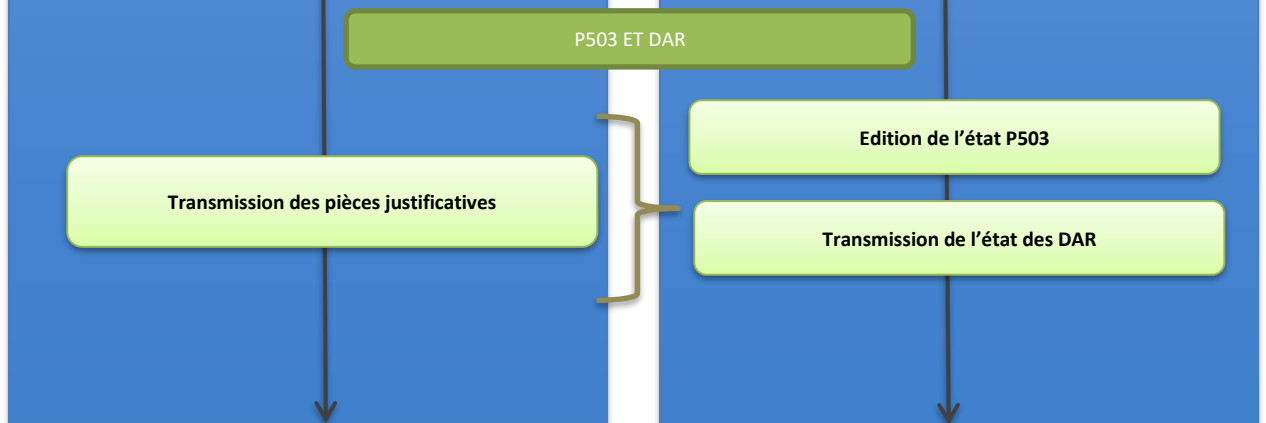 P503 ET DAR
Edition de l’état P503
Transmission des pièces justificatives
Transmission de l’état des DAR